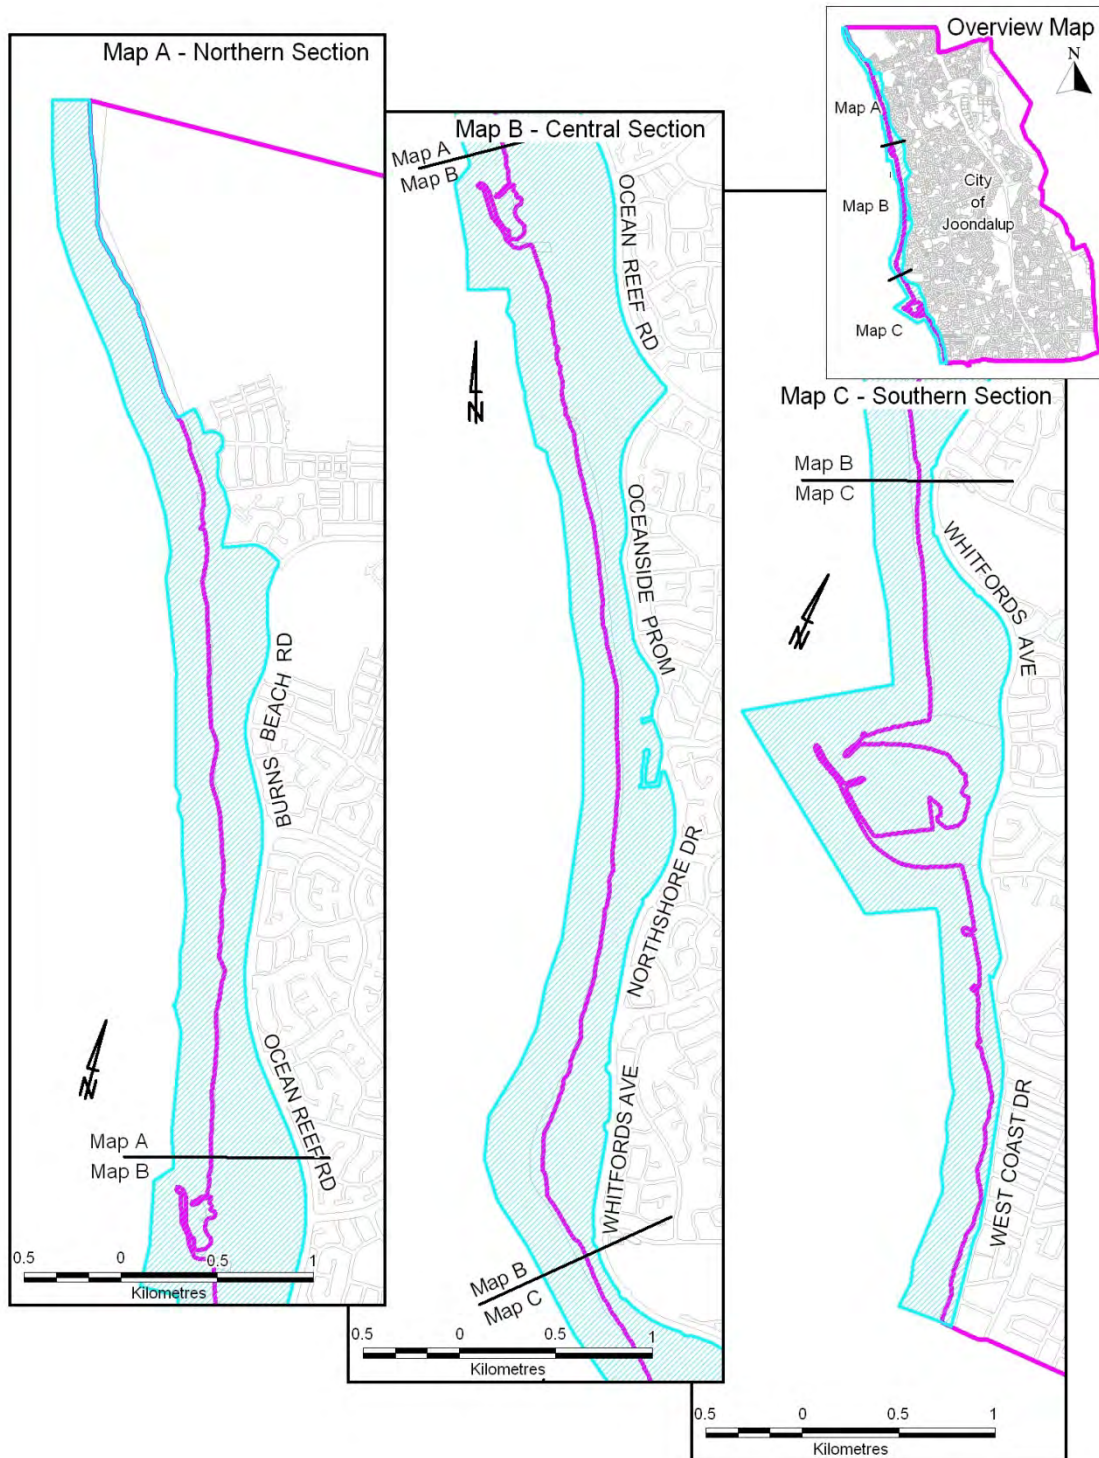 Map A - Northern Section
BURNS BEACH RD
OCEAN REEF RD
N
Map A
Map B
0.5 0 0.5 1
Kilometres
Map B - Central Section
Map A
Map B
OCEAN REEF RD
N
OCEANSIDE PROM
NORTHSHORE DR
WHITFORDS AVE
Map B
Map C
0.5 0 0.5 1
Kilometres
Overview Map
N
Map A
Map B
City
of
Joondalup
Map C
Map C - Southern Section
Map B
Map C
WHITFORDS AVE
N
WEST COAST DR
0.5 0 0.5 1
Kilometres